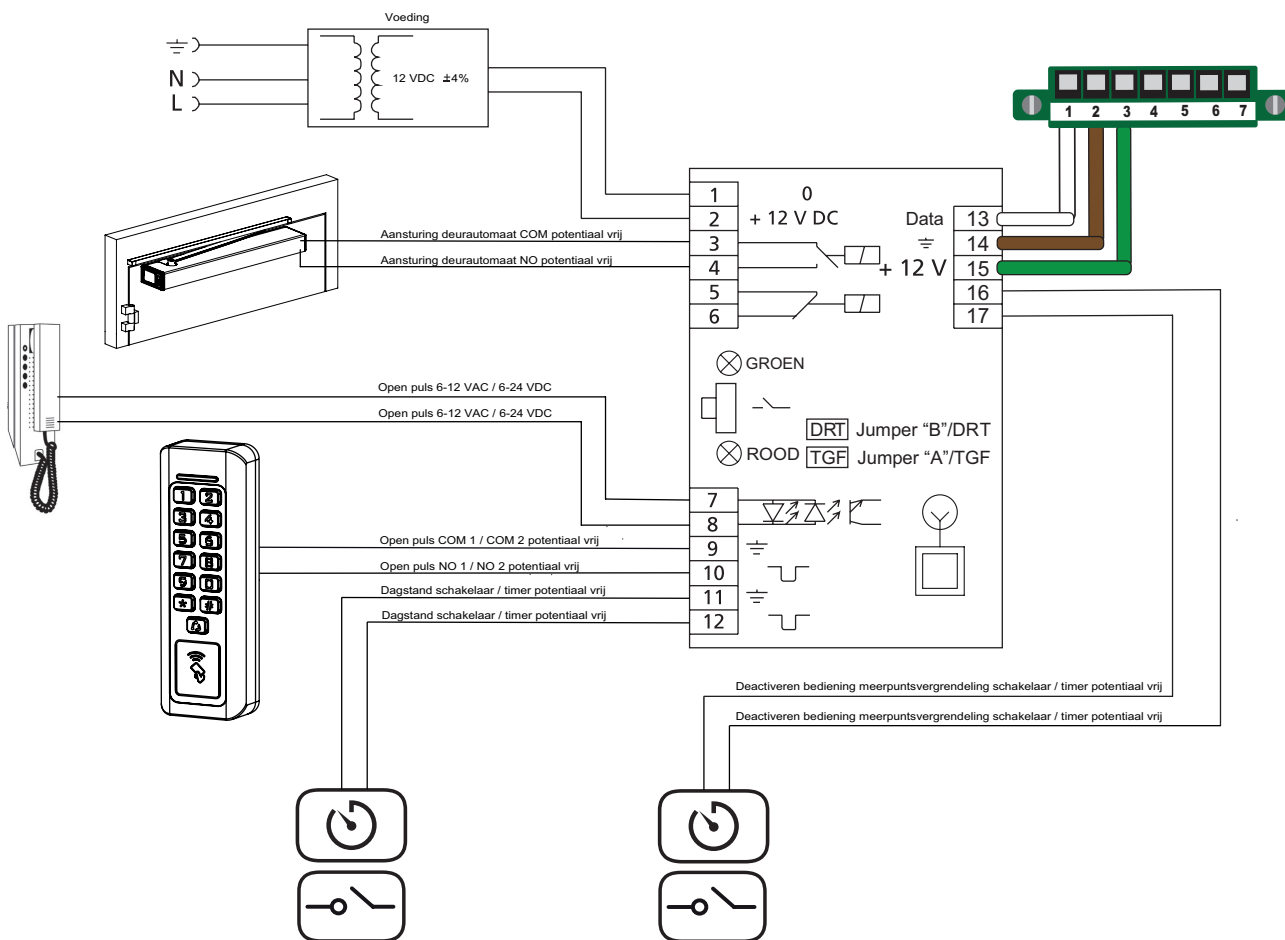 Voeding
N
L
12 VDC ±4%
1 2 3 4 5 6 7
1 0
2 + 12 V DC
3
4
5
6
Data 13
14
+ 12 V 15
16
17
Aansturing deurautomaat COM potentiaal vrij
Aansturing deurautomaat NO potentiaal vrij
GROEN
DRT Jumper “B”/DRT
ROOD TGF Jumper “A”/TGF
Open puls 6-12 VAC / 6-24 VDC
Open puls 6-12 VAC / 6-24 VDC
7
8
9
10
11
12
Open puls COM 1 / COM 2 potentiaal vrij
Open puls NO 1 / NO 2 potentiaal vrij
Dagstand schakelaar / timer potentiaal vrij
Dagstand schakelaar / timer potentiaal vrij
1 2
3 4
5 6
7 8
9 0
* #
Deactiveren bediening meerpuntsvergrendeling schakelaar / timer potentiaal vrij
Deactiveren bediening meerpuntsvergrendeling schakelaar / timer potentiaal vrij